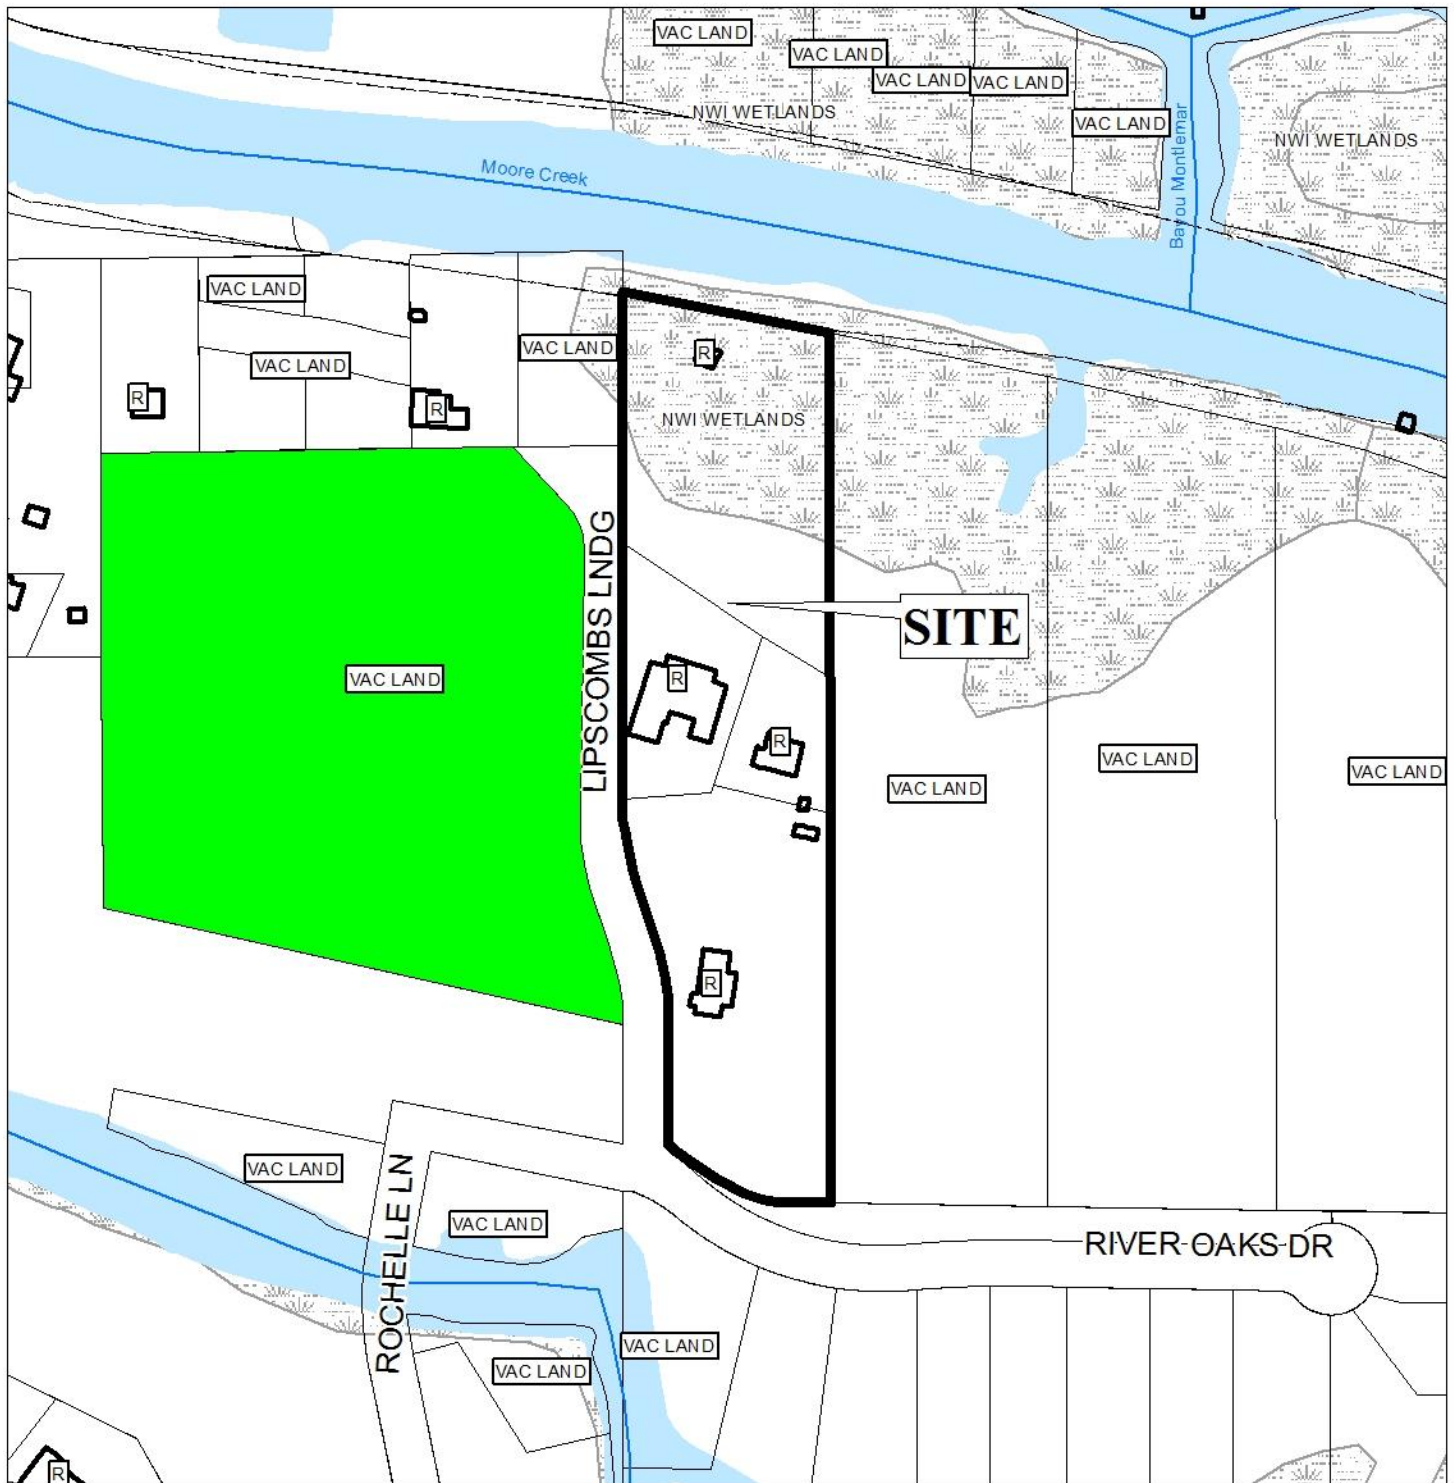 VAC LAND
VAC LAND
VAC LAND
VAC LAND
NWI WETLANDS
VAC LAND
NWI WETLANDS
Moore Creek
Bayou Montlemar
VAC LAND
VAC LAND
R
VAC LAND
R
R
NWI WETLANDS
LIPSCOMBS LNDG
SITE
VAC LAND
R
R
VAC LAND
VAC LAND
VAC LAND
R
VAC LAND
ROCHELLE LN
VAC LAND
RIVER OAKS DR
VAC LAND
VAC LAND
R